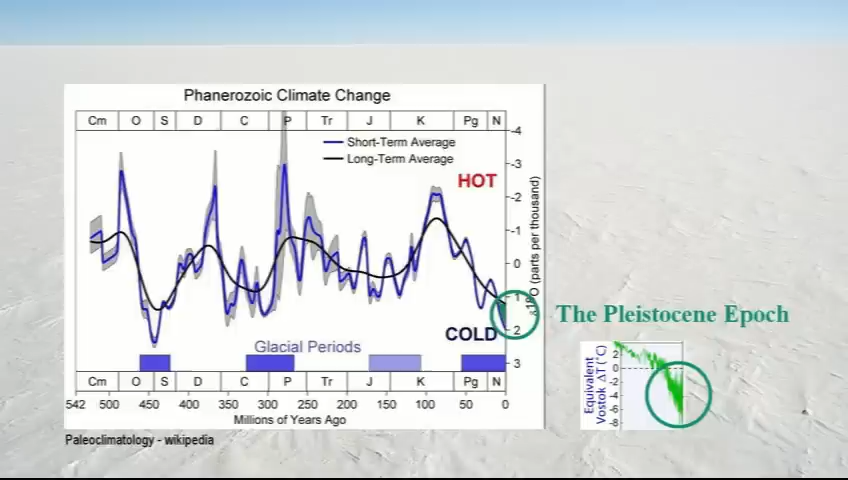 Phanerozoic Climate Change
Cm O S D C P Tr J K Pg N
-4
Short-Term Average
Long-Term Average
-3
HOT
-2
-1
0
1
2
3
δ18O (parts per thousand)
COLD
Glacial Periods
Cm O S D C P Tr J K Pg N
542 500 450 400 350 300 250 200 150 100 50 0
Millions of Years Ago
Paleoclimatology - wikipedia
The Pleistocene Epoch
Equivalent
Vostok ΔT (°C)
2
0
-2
-4
-6
-8